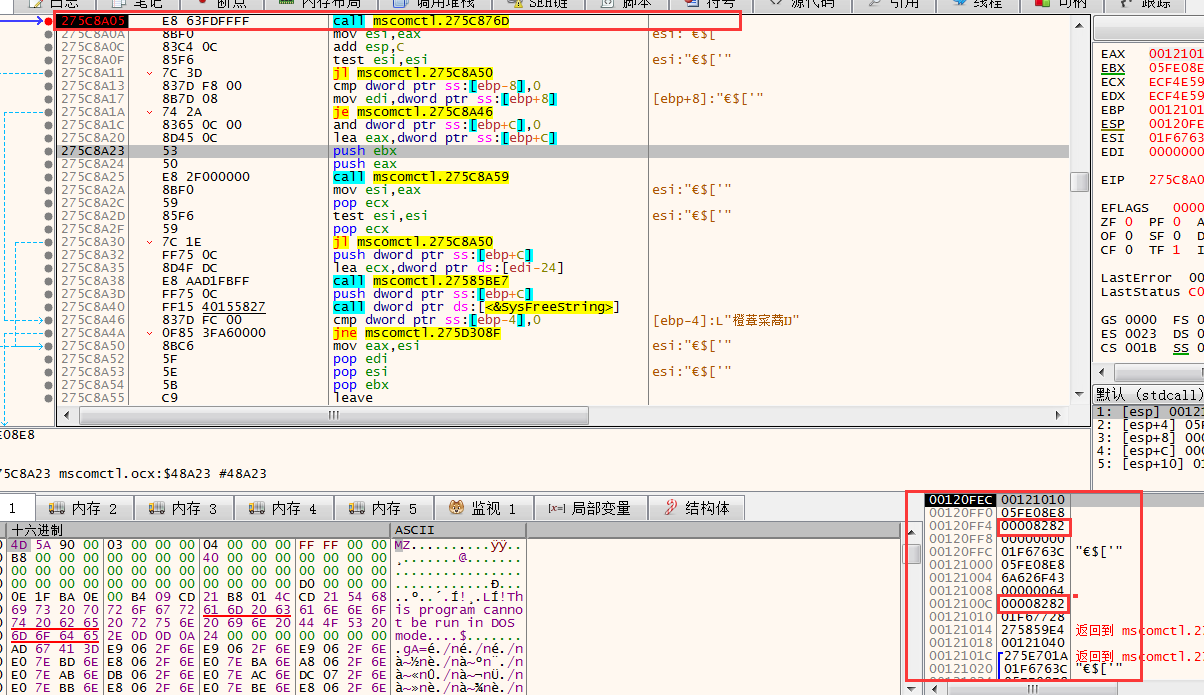 日志
笔记
断点
内存布局
调用堆栈
SEH链
脚本
符号
源代码
引用
线程
句柄
跟踪
275C8A05 E8 63FDFFFF call mscomctl.275C876D
275C8A0A 8BF0 mov esi,eax esi:"€$['"
275C8A0C 83C4 0C add esp,C
275C8A0F 85F6 test esi,esi esi:"€$['"
275C8A11 7C 3D jl mscomctl.275C8A50
275C8A13 837D F8 00 cmp dword ptr ss:[ebp-8],0
275C8A17 8B7D 08 mov edi,dword ptr ss:[ebp+8] [ebp+8]:"€$['"
275C8A1A 74 2A je mscomctl.275C8A46
275C8A1C 8365 0C 00 and dword ptr ss:[ebp+C],0
275C8A20 8D45 0C lea eax,dword ptr ss:[ebp+C]
275C8A23 53 push ebx
275C8A24 50 push eax
275C8A25 E8 2F000000 call mscomctl.275C8A59
275C8A2A 8BF0 mov esi,eax esi:"€$['"
275C8A2C 59 pop ecx
275C8A2D 85F6 test esi,esi esi:"€$['"
275C8A2F 59 pop ecx
275C8A30 7C 1E jl mscomctl.275C8A50
275C8A32 FF75 0C push dword ptr ss:[ebp+C]
275C8A35 8D4F DC lea ecx,dword ptr ds:[edi-24]
275C8A38 E8 AAD1FBFF call mscomctl.27585BE7
275C8A3D FF75 0C push dword ptr ss:[ebp+C]
275C8A40 FF15 40155827 call dword ptr ds:[<&SysFreeString>]
275C8A46 837D FC 00 cmp dword ptr ss:[ebp-4],0
275C8A4A 0F85 3FA60000 jne mscomctl.275D308F
275C8A50 8BC6 mov eax,esi esi:"€$['"
275C8A52 5F pop edi
275C8A53 5E pop esi esi:"€$['"
275C8A54 5B pop ebx
275C8A55 C9 leave
EAX 0012101
EBX 05FE08E
ECX ECF4E59
EDX ECF4E59
EBP 0012101
ESP 00120FE
ESI 01F6763
EDI 0000000
EIP 275C8A0
EFLAGS 0000
ZF 0 PF 0 A
OF 0 SF 0 D
CF 0 TF 1 I
LastError 00
LastStatus C0
GS 0000 FS 0
ES 0023 DS 0
CS 001B SS 0
默认 (stdcall)
1: [esp] 00121
2: [esp+4] 05F
3: [esp+8] 000
4: [esp+C] 000
5: [esp+10] 01
E08E8
75C8A23 mscomctl.ocx:$48A23 #48A23
1
内存 2
内存 3
内存 4
内存 5
监视 1
局部变量
结构体
十六进制 ASCII
4D 5A 90 00 03 00 00 00 04 00 00 00 FF FF 00 00 MZ..........ÿÿ..
B8 00 00 00 00 00 00 00 40 00 00 00 00 00 00 00 ¸.......@.......
00 00 00 00 00 00 00 00 00 00 00 00 00 00 00 00 ................
00 00 00 00 00 00 00 00 00 00 00 00 D0 00 00 00 ............Ð...
0E 1F BA 0E 00 B4 09 CD 21 B8 01 4C CD 21 54 68 ..º..´.Í!¸.LÍ!Th
69 73 20 70 72 6F 67 72 61 6D 20 63 61 6E 6E 6F is program canno
74 20 62 65 20 72 75 6E 20 69 6E 20 44 4F 53 20 t be run in DOS
6D 6F 64 65 2E 0D 0D 0A 24 00 00 00 00 00 00 00 mode....$.......
AD 67 41 3D E9 06 2F 6E E9 06 2F 6E E9 06 2F 6E .gA=é./né./né./n
E0 7E BD 6E E8 06 2F 6E E0 7E BA 6E A8 06 2F 6E à~½nè./nà~ºn¨./n
E0 7E AB 6E DB 06 2F 6E E0 7E AC 6E DC 07 2F 6E à~«nÛ./nà~¬nÜ./n
E0 7E BB 6E E8 06 2F 6E E0 7E BE 6E E8 06 2F 6E à~»nè./nà~¾nè./n
00120FEC 00121010
00120FF0 05FE08E8
00120FF4 00008282
00120FF8 00000000
00120FFC 01F6763C "€$['"
00121000 05FE08E8
00121004 6A626F43
00121008 00000064
0012100C 00008282
00121010 01F67728
00121014 275859E4 返回到 mscomctl.27
00121018 00121040
0012101C 275E701A 返回到 mscomctl.27
00121020 01F6763C "€$['"